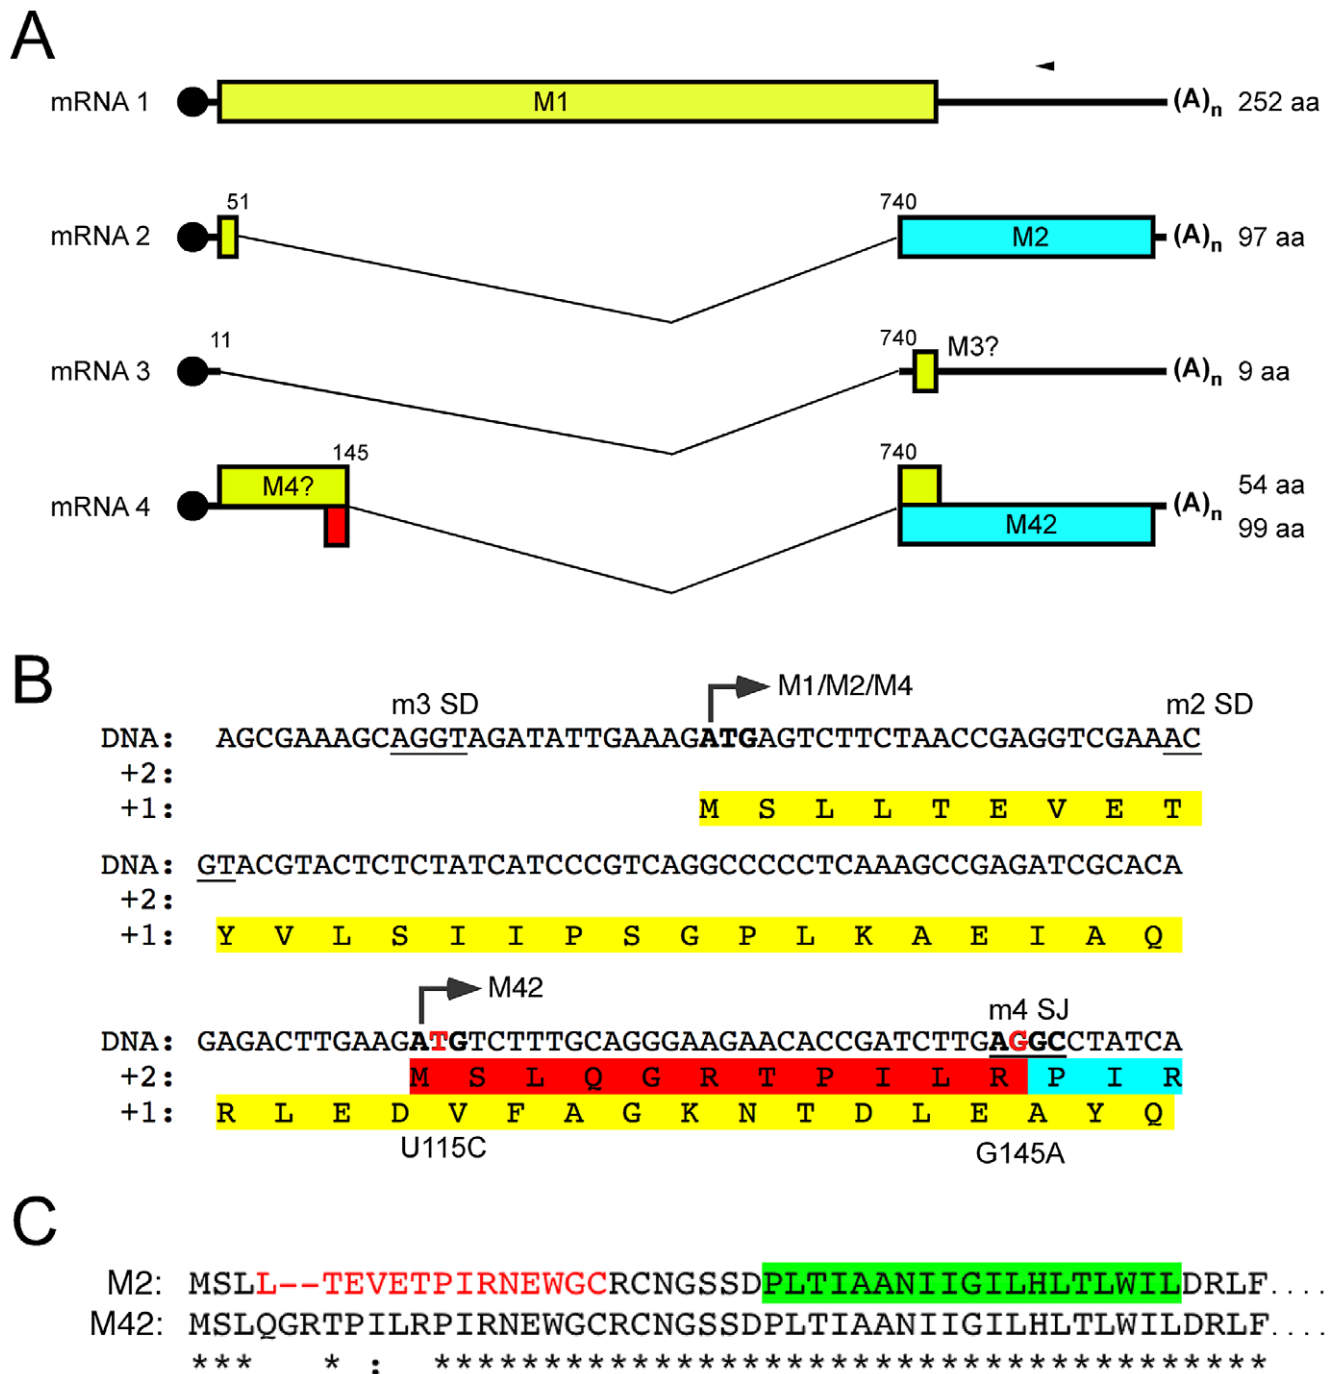 A
mRNA 1 M1 (A)n 252 aa
51 740
mRNA 2 M2 (A)n 97 aa
11 740 M3?
mRNA 3 (A)n 9 aa
145 740
mRNA 4 M4? (A)n 54 aa
M42 99 aa
B
M1/M2/M4
m3 SD m2 SD
DNA: AGCGAAAGCAGGTAGATATTGAAAGATGAGTCTTCTAACCGAGGTCGAAAC
+2:
+1: M S L L T E V E T
DNA: GTACGTACTCTCTATCATCCCGTCAGGCCCCCTCAAAGCCGAGATCGCACA
+2:
+1: Y V L S I I P S G P L K A E I A Q
M42
m4 SJ
DNA: GAGACTTGAAGATGTCTTTGCAGGGAAGAACACCGATCTTGAGGCCTATCA
+2: M S L Q G R T P I L R P I R
+1: R L E D V F A G K N T D L E A Y Q
U115C G145A
C
M2: MSLL--TEVETPIRNEWGCRCNGSSDPLTIAANIIGILHLTLWILDRLF....
M42: MSLQGRTPILRPIRNEWGCRCNGSSDPLTIAANIIGILHLTLWILDRLF....
*** * : **************************************